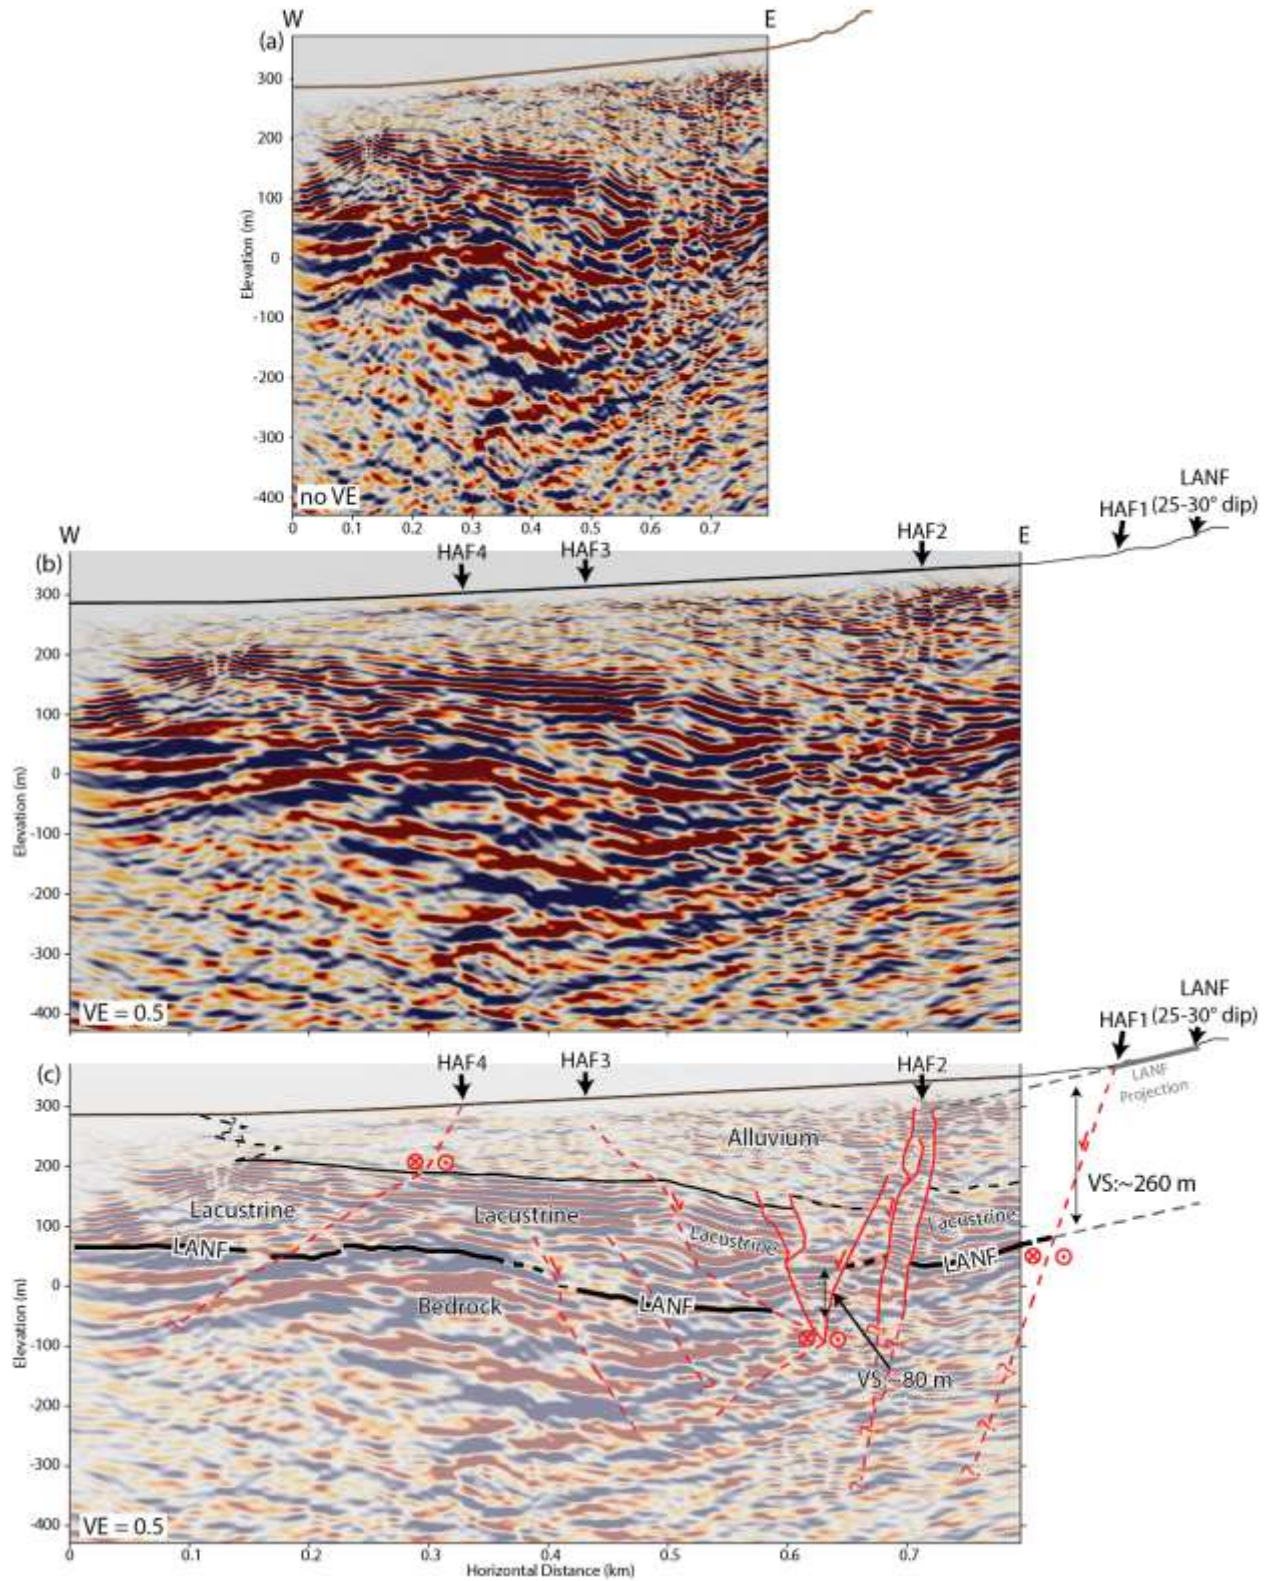 W
E
(a)
300
200
100
0
-100
-200
-300
-400
Elevation (m)
no VE
0
0.1
0.2
0.3
0.4
0.5
0.6
0.7
LANF
HAF1 (25-30° dip)
W
HAF4
HAF3
HAF2
E
(b)
300
200
100
0
-100
-200
-300
-400
Elevation (m)
VE = 0.5
LANF
HAF1 (25-30° dip)
HAF4
HAF3
HAF2
(c)
LANF
Projection
300
200
100
0
-100
-200
-300
-400
Elevation (m)
Alluvium
VS:~260 m
Lacustrine
Lacustrine
Lacustrine
Lacustrine
LANF
LANF
LANF
Bedrock
VS:~80 m
?
?
?
?
VE = 0.5
0
0.1
0.2
0.3
0.4
0.5
0.6
0.7
Horizontal Distance (km)